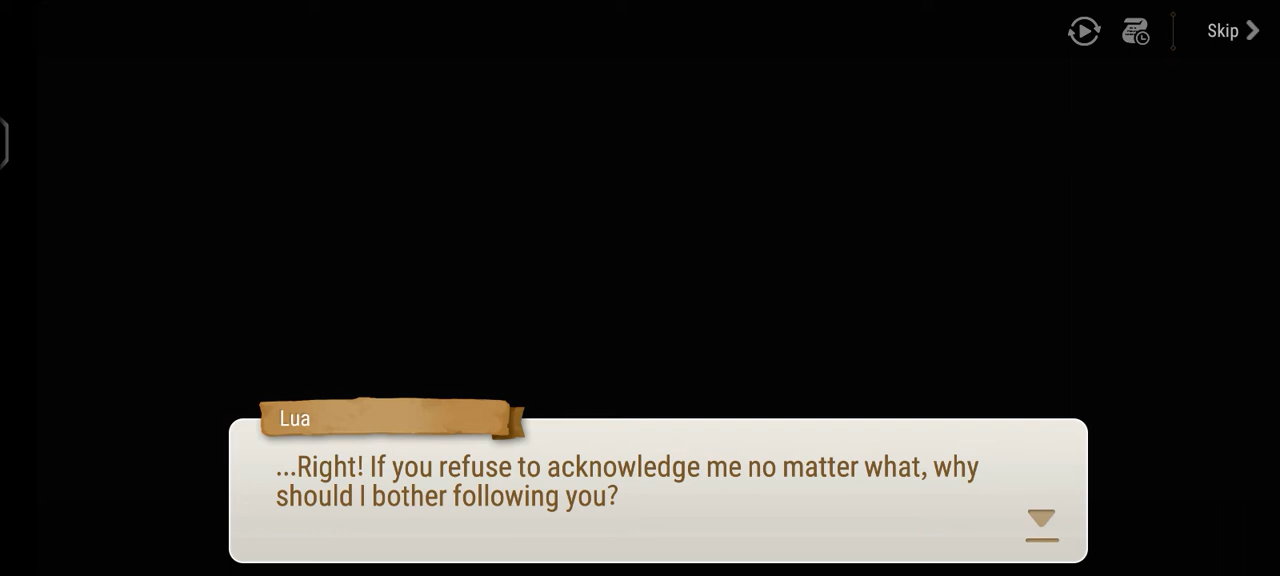 Skip
Lua
...Right! If you refuse to acknowledge me no matter what, why
should I bother following you?